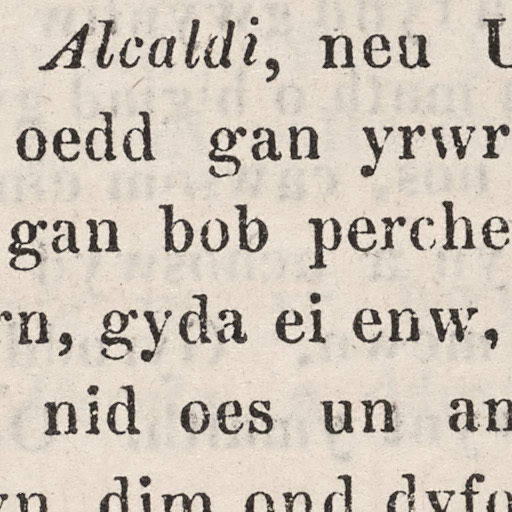 Alcaldi, neu U
oedd gan yrwr
gan bob perche
rn, gyda ei enw,
nid oes un an
yn dim ond dyfo